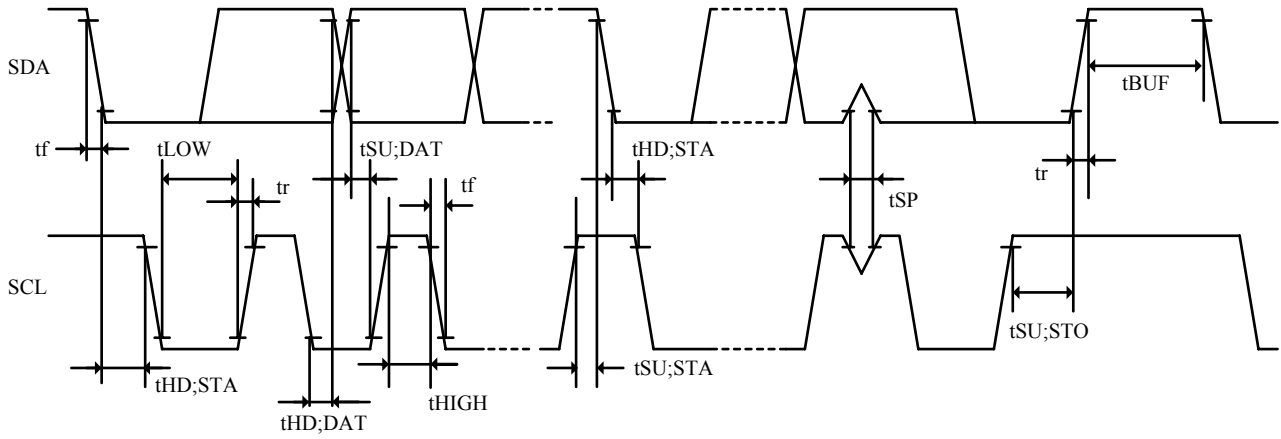 SDA
tBUF
tf
tLOW
tSU;DAT
tHD;STA
tr
tf
tSP
tr
SCL
tSU;STO
tHD;STA
tHD;DAT
tHIGH
tSU;STA